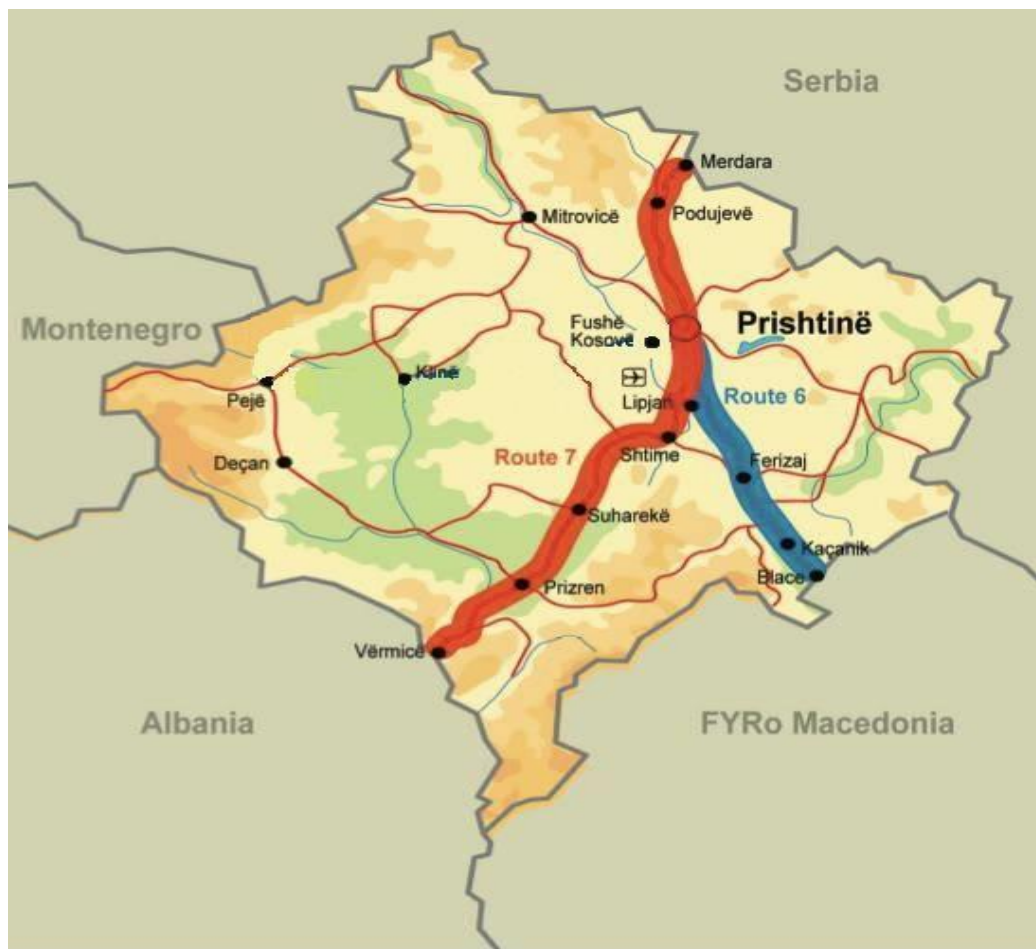 Serbia
Merdara
Podujevë
Mitrovicë
Montenegro
Fushë
Kosovë
Prishtinë
Pejë
Klinë
Lipjan
Route 6
Deçan
Route 7
Shtime
Ferizaj
Suharekë
Kaçanik
Blace
Prizren
Vërmicë
Albania
FYRo Macedonia